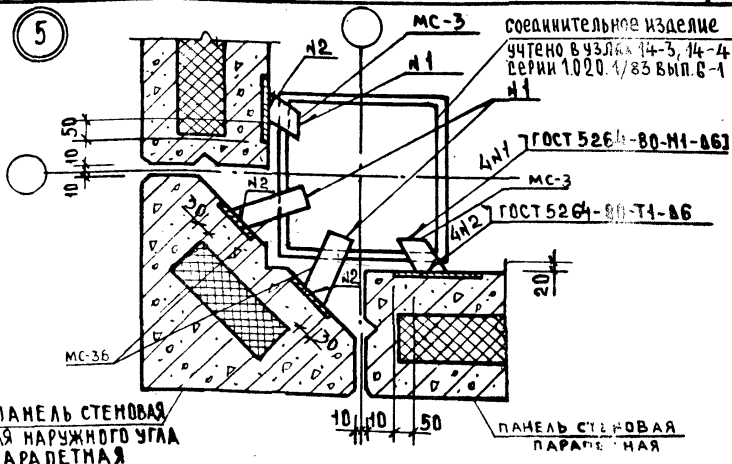 5
МС-3
СОЕДИНИТЕЛЬНОЕ ИЗДЕЛИЕ
УЧТЕНО В УЗЛАХ 14-3, 14-4
СЕРИИ 1.020.1/83 ВЫП.6-1
N2
N1
N1
50
10
10
4N1
ГОСТ 5264-80-Н1-Δ6
МС-3
4N2
ГОСТ 5264-80-Т1-Δ6
N2
30
20
N2
30
МС-36
10 10 50
ПАНЕЛЬ СТЕНОВАЯ
НАРУЖНОГО УГЛА
ПАНЕЛЬ СТЕНОВАЯ